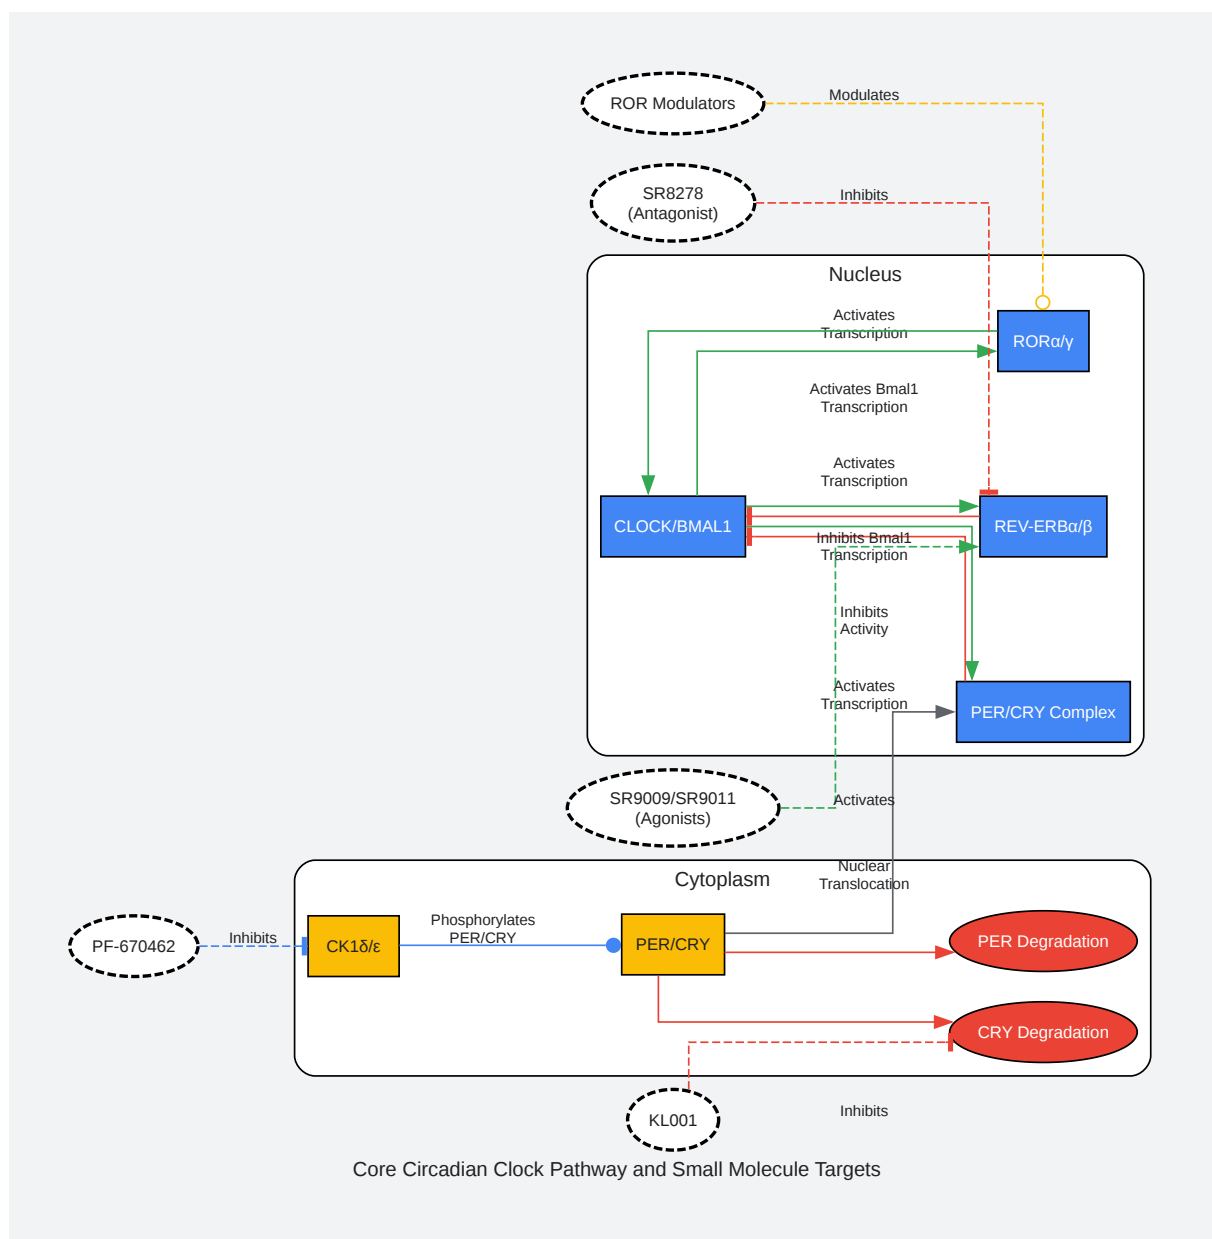 ROR Modulators
Modulates
SR8278
(Antagonist)
Inhibits
Nucleus
Activates
Transcription
RORα/γ
Activates Bmal1
Transcription
Activates
Transcription
CLOCK/BMAL1
REV-ERBα/β
Inhibits Bmal1
Transcription
Inhibits
Activity
Activates
Transcription
PER/CRY Complex
SR9009/SR9011
(Agonists)
Activates
Nuclear
Translocation
Cytoplasm
PF-670462
Inhibits
CK1δ/ε
Phosphorylates
PER/CRY
PER/CRY
PER Degradation
CRY Degradation
KL001
Inhibits
Core Circadian Clock Pathway and Small Molecule Targets